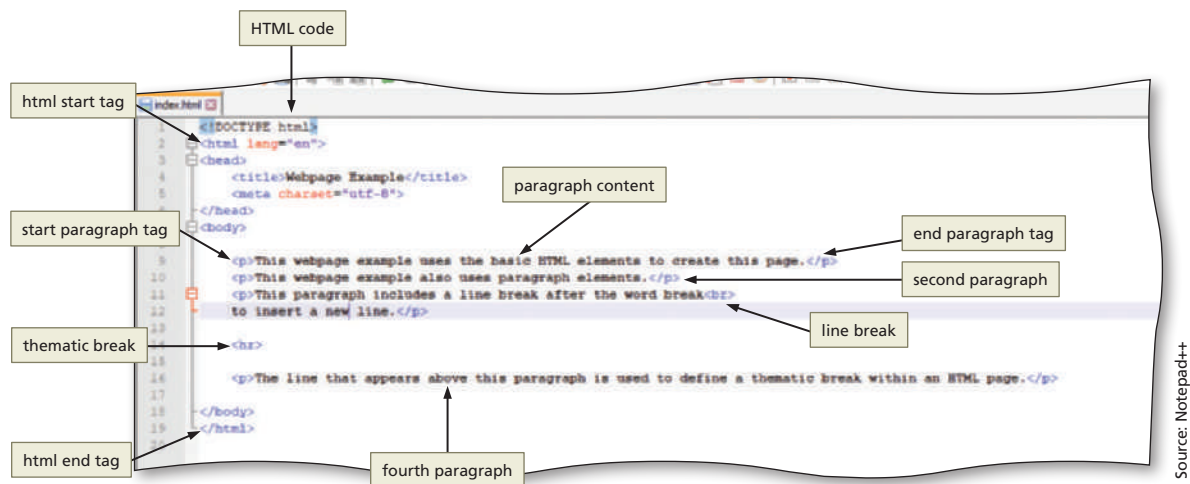 HTML code
html start tag
index.html
1 <!DOCTYPE html>
2 <html lang="en">
3 <head>
4 <title>Webpage Example</title>
5 <meta charset="utf-8">
6 </head>
start paragraph tag
7 <body>
paragraph content
end paragraph tag
8
9 <p>This webpage example uses the basic HTML elements to create this page.</p>
10 <p>This webpage example also uses paragraph elements.</p>
second paragraph
11 <p>This paragraph includes a line break after the word break<br>
12 to insert a new line.</p>
line break
13
thematic break
14 <hr>
15
16 <p>The line that appears above this paragraph is used to define a thematic break within an HTML page.</p>
17
18 </body>
19 </html>
20
html end tag
fourth paragraph
Source: Notepad++